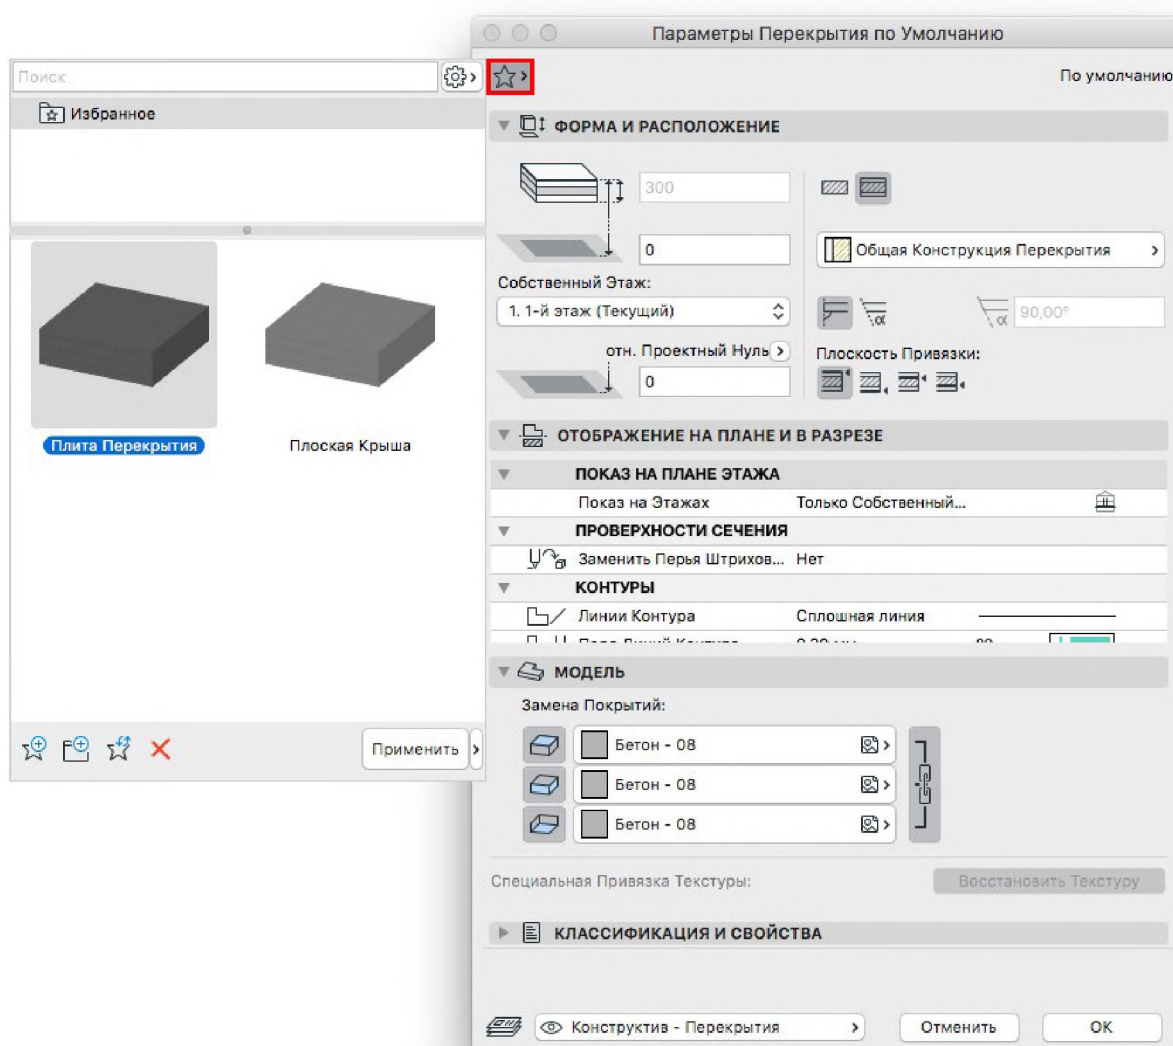 Параметры Перекрытия по Умолчанию
Поиск
По умолчанию
Избранное
Плита Перекрытия
Плоская Крыша
Применить
ФОРМА И РАСПОЛОЖЕНИЕ
300
0
Общая Конструкция Перекрытия
Собственный Этаж:
1. 1-й этаж (Текущий)
α
α
90,00°
отн. Проектный Нуль
Плоскость Привязки:
0
ОТОБРАЖЕНИЕ НА ПЛАНЕ И В РАЗРЕЗЕ
ПОКАЗ НА ПЛАНЕ ЭТАЖА
Показ на Этажах Только Собственный...
ПРОВЕРХНОСТИ СЕЧЕНИЯ
Заменить Перья Штрихов... Нет
КОНТУРЫ
Линии Контура Сплошная линия
МОДЕЛЬ
Замена Покрытий:
Бетон - 08
Бетон - 08
Бетон - 08
Специальная Привязка Текстуры: Восстановить Текстуру
КЛАССИФИКАЦИЯ И СВОЙСТВА
Конструктив - Перекрытия Отменить OK